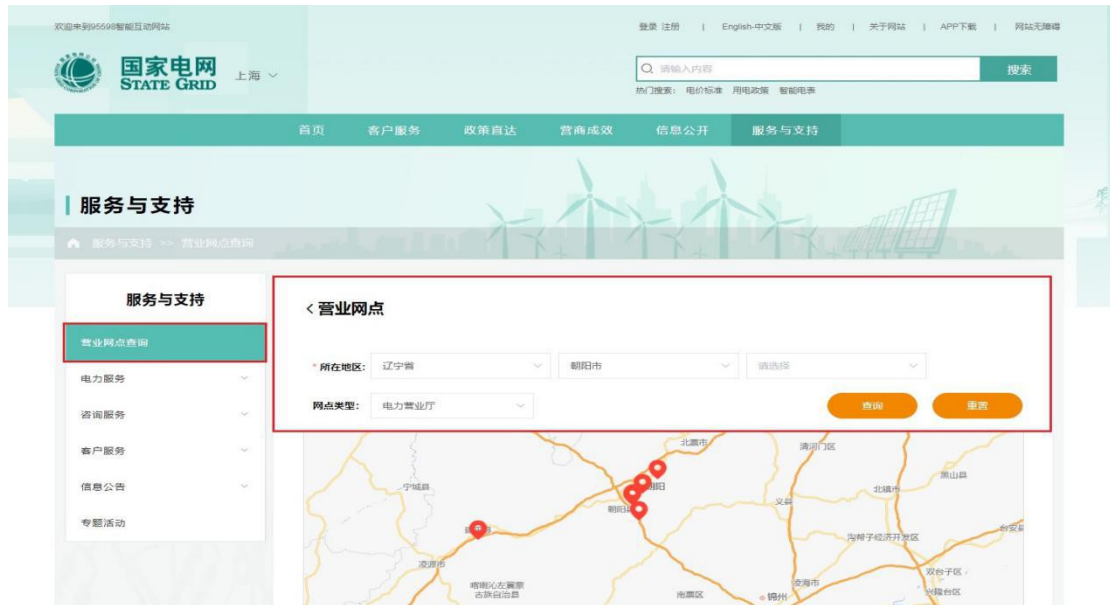 欢迎来到95598智能互动网站
登录 注册 | English-中文版 | 我的 | 关于网站 | APP下载 | 网站无障碍
国家电网
STATE GRID
上海
请输入内容
搜索
热门搜索: 电价标准 用电政策 智能电表
首页 客户服务 政策直达 营商成效 信息公开 服务与支持
服务与支持
服务与支持 >> 营业网点查询
服务与支持
营业网点查询
电力服务
咨询服务
客户服务
信息公告
专题活动
<营业网点
* 所在地区: 辽宁省 朝阳市 请选择
网点类型: 电力营业厅
查询 重置
北票市
清河门区
宁城县
黑山县
北镇市
义县
沟帮子经济开发区
台安县
凌源市
双台子区
喀喇沁左翼蒙
古族自治县
南票区
凌海市
锦州
兴隆台区